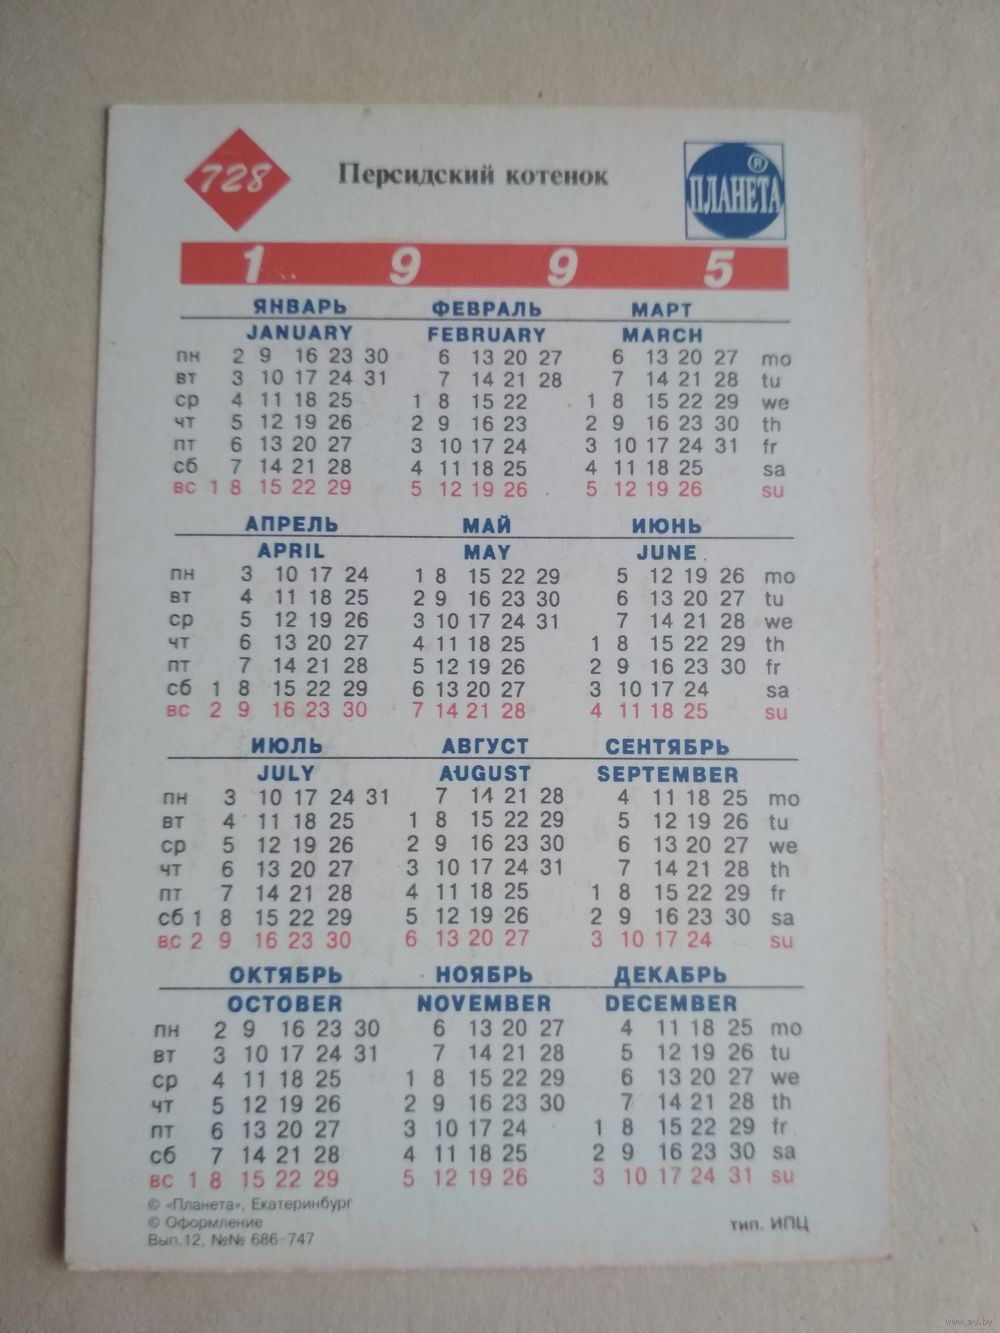 728 Персидский котенок ® ПЛАНЕТА
1 9 9 5
ЯНВАРЬ ФЕВРАЛЬ МАРТ
JANUARY FEBRUARY MARCH
пн 2 9 16 23 30 6 13 20 27 6 13 20 27 mo
вт 3 10 17 24 31 7 14 21 28 7 14 21 28 tu
ср 4 11 18 25 1 8 15 22 1 8 15 22 29 we
чт 5 12 19 26 2 9 16 23 2 9 16 23 30 th
пт 6 13 20 27 3 10 17 24 3 10 17 24 31 fr
сб 7 14 21 28 4 11 18 25 4 11 18 25 sa
вс 1 8 15 22 29 5 12 19 26 5 12 19 26 su
АПРЕЛЬ МАЙ ИЮНЬ
APRIL MAY JUNE
пн 3 10 17 24 1 8 15 22 29 5 12 19 26 mo
вт 4 11 18 25 2 9 16 23 30 6 13 20 27 tu
ср 5 12 19 26 3 10 17 24 31 7 14 21 28 we
чт 6 13 20 27 4 11 18 25 1 8 15 22 29 th
пт 7 14 21 28 5 12 19 26 2 9 16 23 30 fr
сб 1 8 15 22 29 6 13 20 27 3 10 17 24 sa
вс 2 9 16 23 30 7 14 21 28 4 11 18 25 su
ИЮЛЬ АВГУСТ СЕНТЯБРЬ
JULY AUGUST SEPTEMBER
пн 3 10 17 24 31 7 14 21 28 4 11 18 25 mo
вт 4 11 18 25 1 8 15 22 29 5 12 19 26 tu
ср 5 12 19 26 2 9 16 23 30 6 13 20 27 we
чт 6 13 20 27 3 10 17 24 31 7 14 21 28 th
пт 7 14 21 28 4 11 18 25 1 8 15 22 29 fr
сб 1 8 15 22 29 5 12 19 26 2 9 16 23 30 sa
вс 2 9 16 23 30 6 13 20 27 3 10 17 24 su
ОКТЯБРЬ НОЯБРЬ ДЕКАБРЬ
OCTOBER NOVEMBER DECEMBER
пн 2 9 16 23 30 6 13 20 27 4 11 18 25 mo
вт 3 10 17 24 31 7 14 21 28 5 12 19 26 tu
ср 4 11 18 25 1 8 15 22 29 6 13 20 27 we
чт 5 12 19 26 2 9 16 23 30 7 14 21 28 th
пт 6 13 20 27 3 10 17 24 1 8 15 22 29 fr
сб 7 14 21 28 4 11 18 25 2 9 16 23 30 sa
вс 1 8 15 22 29 5 12 19 26 3 10 17 24 31 su
© «Планета», Екатеринбург
© Оформление тип. ИПЦ
Вып.12, №№ 686-747
www.ay.by